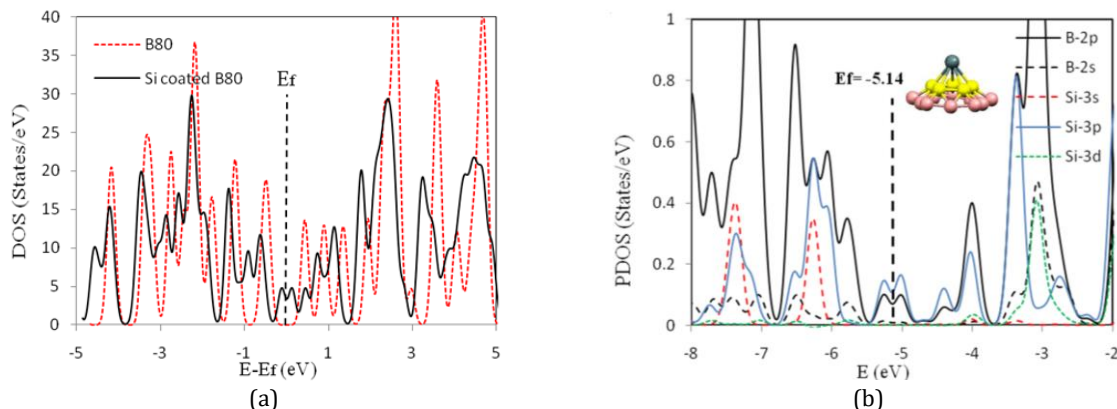 40
35
30
25
20
15
10
5
0
DOS (States/eV)
B80
Si coated B80
Ef
-5
-3
-1
1
3
5
E-Ef (eV)
(a)
1
0.8
0.6
0.4
0.2
0
PDOS (States/eV)
Ef= -5.14
B-2p
B-2s
Si-3s
Si-3p
Si-3d
-8
-7
-6
-5
-4
-3
-2
E (eV)
(b)